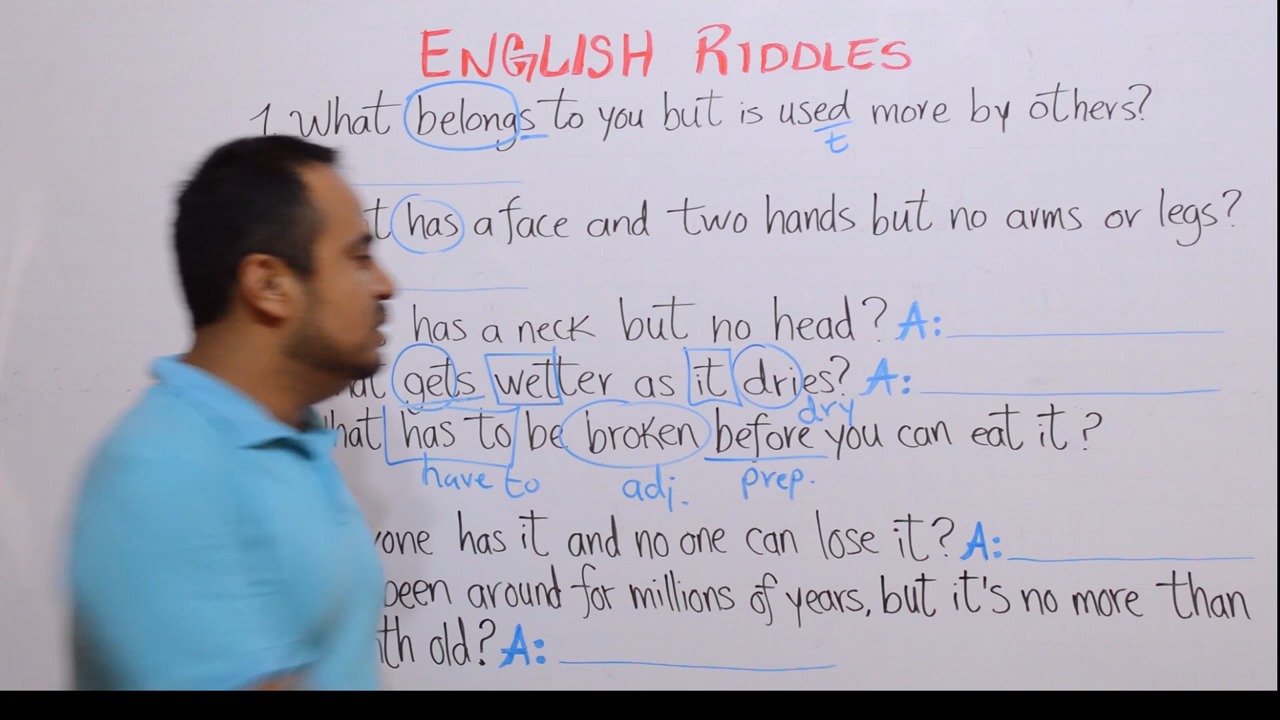 ENGLISH RIDDLES
1. What belongs to you but is used more by others?
t
has a face and two hands but no arms or legs?
has a neck but no head? A:
gets wetter as it dries? A:
dry
has to be broken before you can eat it?
have to adj. prep.
has it and no one can lose it? A:
been around for millions of years, but it's no more than
old? A: